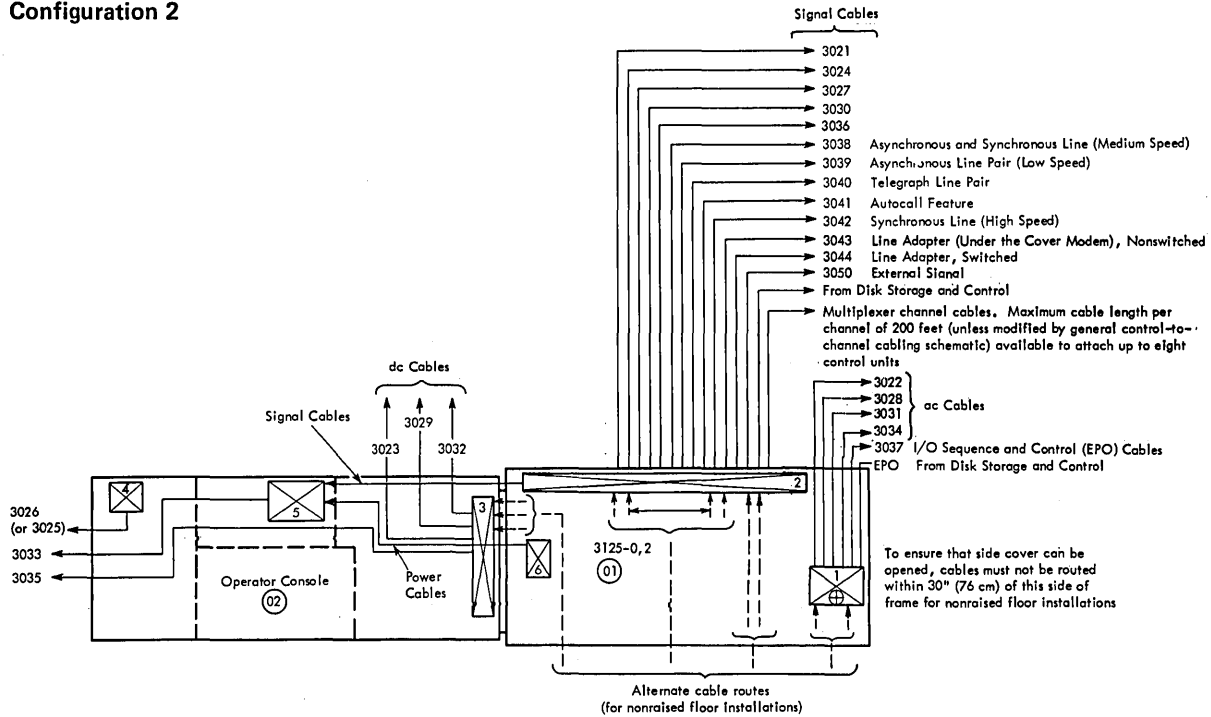 Configuration 2
Signal Cables
3021
3024
3027
3030
3036
3038 Asynchronous and Synchronous Line (Medium Speed)
3039 Asynchronous Line Pair (Low Speed)
3040 Telegraph Line Pair
3041 Autocall Feature
3042 Synchronous Line (High Speed)
3043 Line Adapter (Under the Cover Modem), Nonswitched
3044 Line Adapter, Switched
3050 External Signal
From Disk Storage and Control
Multiplexer channel cables. Maximum cable length per
channel of 200 feet (unless modified by general control-to-
channel cabling schematic) available to attach up to eight
control units
3022
3028
3031
3034
ac Cables
3037 I/O Sequence and Control (EPO) Cables
EPO From Disk Storage and Control
dc Cables
Signal Cables
3023
3029
3032
4
5
3
2
6
1
3026
(or 3025)
3033
3035
Operator Console
02
Power
Cables
3125-0,2
01
To ensure that side cover can be
opened, cables must not be routed
within 30" (76 cm) of this side of
frame for nonraised floor installations
Alternate cable routes
(for nonraised floor installations)